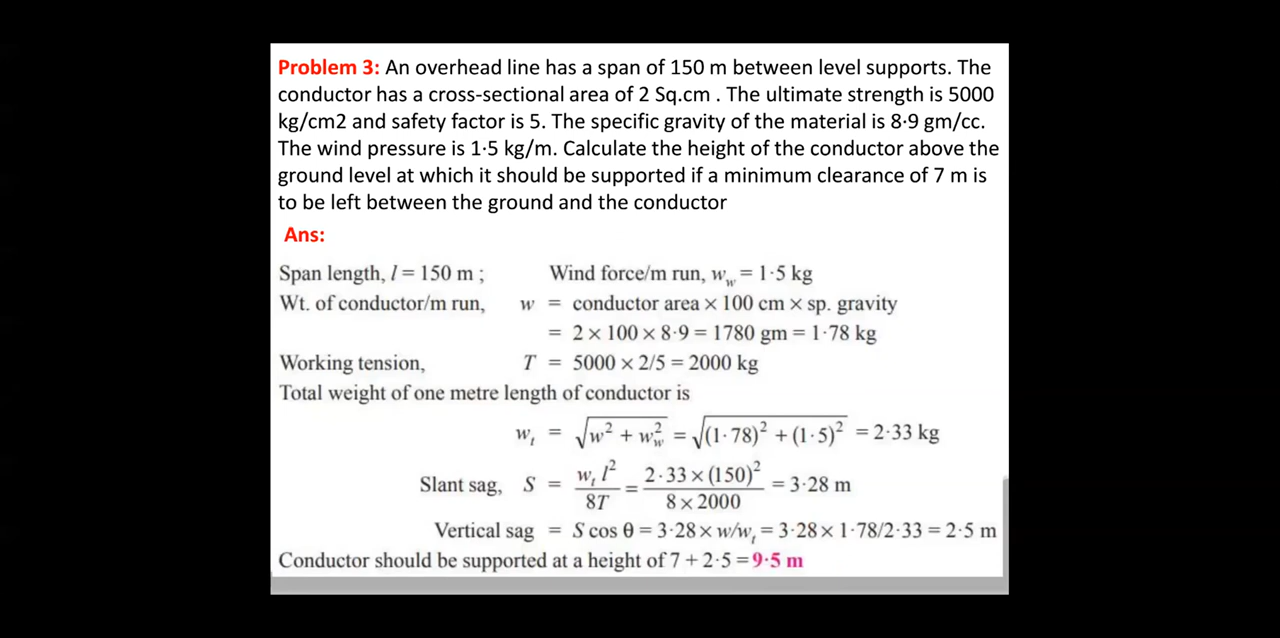 Problem 3: An overhead line has a span of 150 m between level supports. The
conductor has a cross-sectional area of 2 Sq.cm . The ultimate strength is 5000
kg/cm2 and safety factor is 5. The specific gravity of the material is 8·9 gm/cc.
The wind pressure is 1·5 kg/m. Calculate the height of the conductor above the
ground level at which it should be supported if a minimum clearance of 7 m is
to be left between the ground and the conductor
Ans:
Span length, l = 150 m ; Wind force/m run, w_w = 1·5 kg
Wt. of conductor/m run, w = conductor area × 100 cm × sp. gravity
= 2 × 100 × 8·9 = 1780 gm = 1·78 kg
Working tension, T = 5000 × 2/5 = 2000 kg
Total weight of one metre length of conductor is
w_t = √(w² + w_w²) = √((1·78)² + (1·5)²) = 2·33 kg
Slant sag, S = w_t l²/8T = 2·33 × (150)²/8 × 2000 = 3·28 m
Vertical sag = S cos θ = 3·28 × w/w_t = 3·28 × 1·78/2·33 = 2·5 m
Conductor should be supported at a height of 7 + 2·5 = 9·5 m